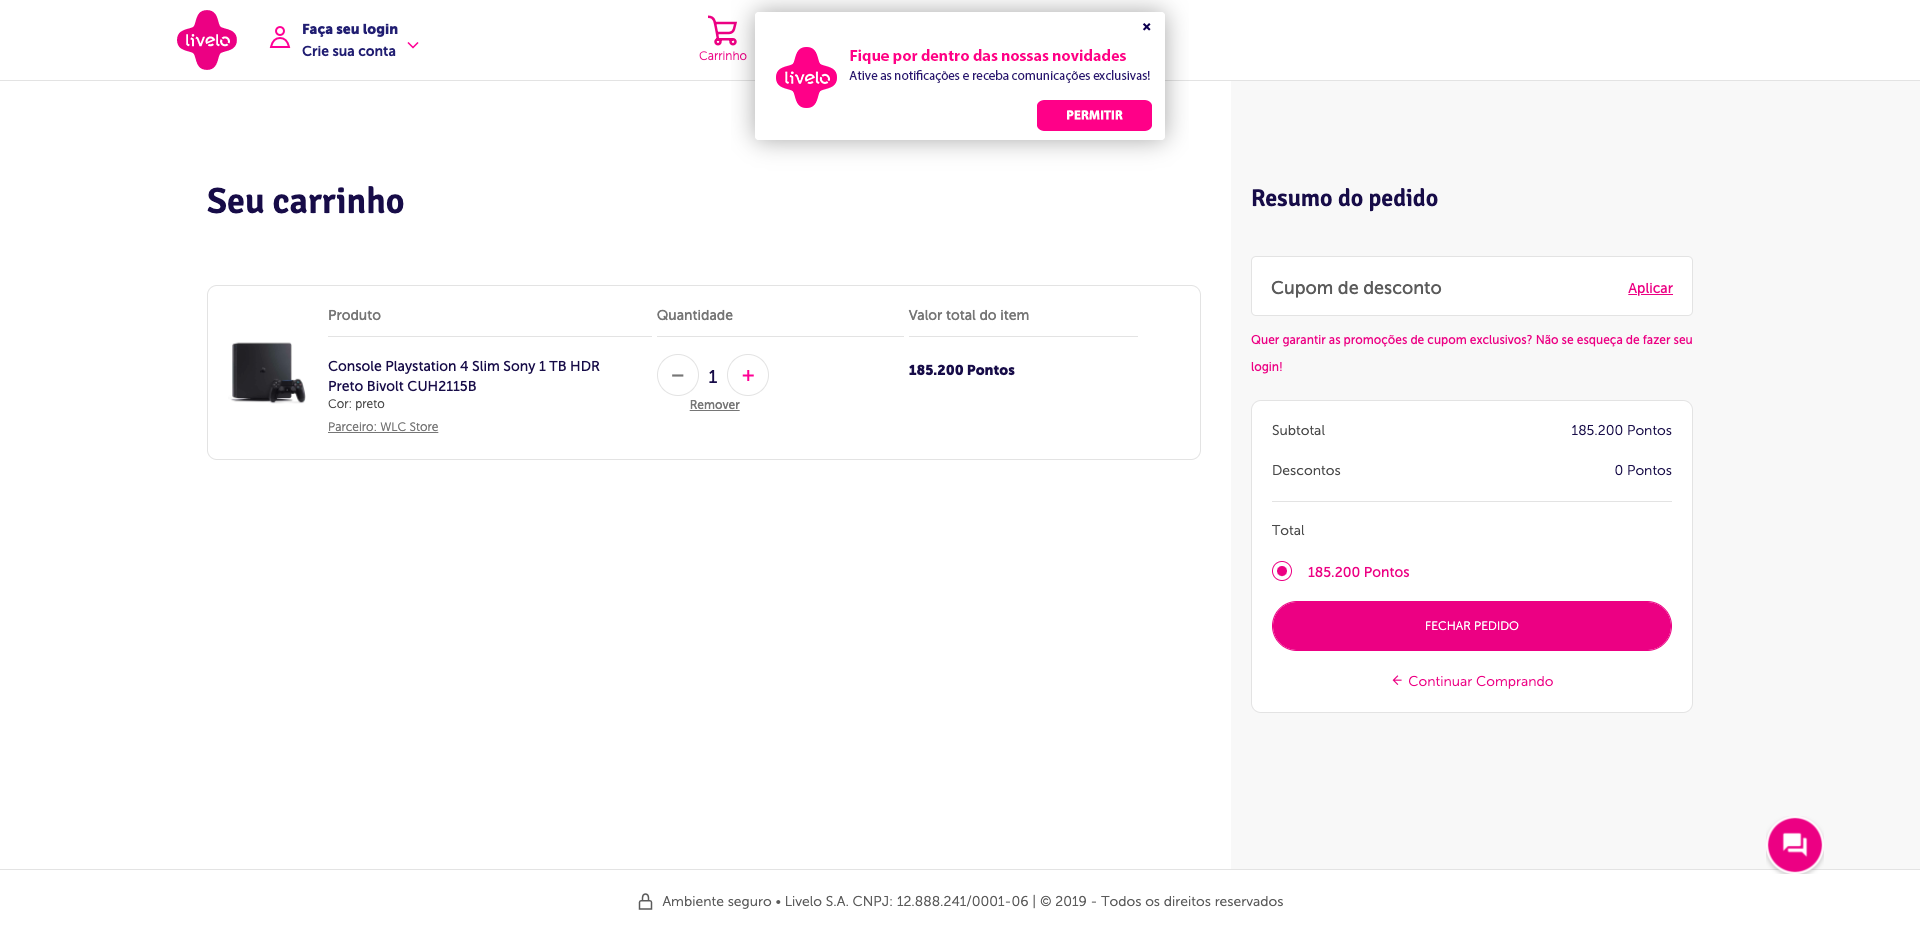 livelo
Faça seu login
Crie sua conta
Carrinho
×
livelo
Fique por dentro das nossas novidades
Ative as notificações e receba comunicações exclusivas!
PERMITIR
Seu carrinho
Produto
Quantidade
Valor total do item
Console Playstation 4 Slim Sony 1 TB HDR
Preto Bivolt CUH2115B
Cor: preto
Parceiro: WLC Store
− 1 +
Remover
185.200 Pontos
Resumo do pedido
Cupom de desconto Aplicar
Quer garantir as promoções de cupom exclusivos? Não se esqueça de fazer seu
login!
Subtotal 185.200 Pontos
Descontos 0 Pontos
Total
185.200 Pontos
FECHAR PEDIDO
← Continuar Comprando
Ambiente seguro • Livelo S.A. CNPJ: 12.888.241/0001-06 | © 2019 - Todos os direitos reservados